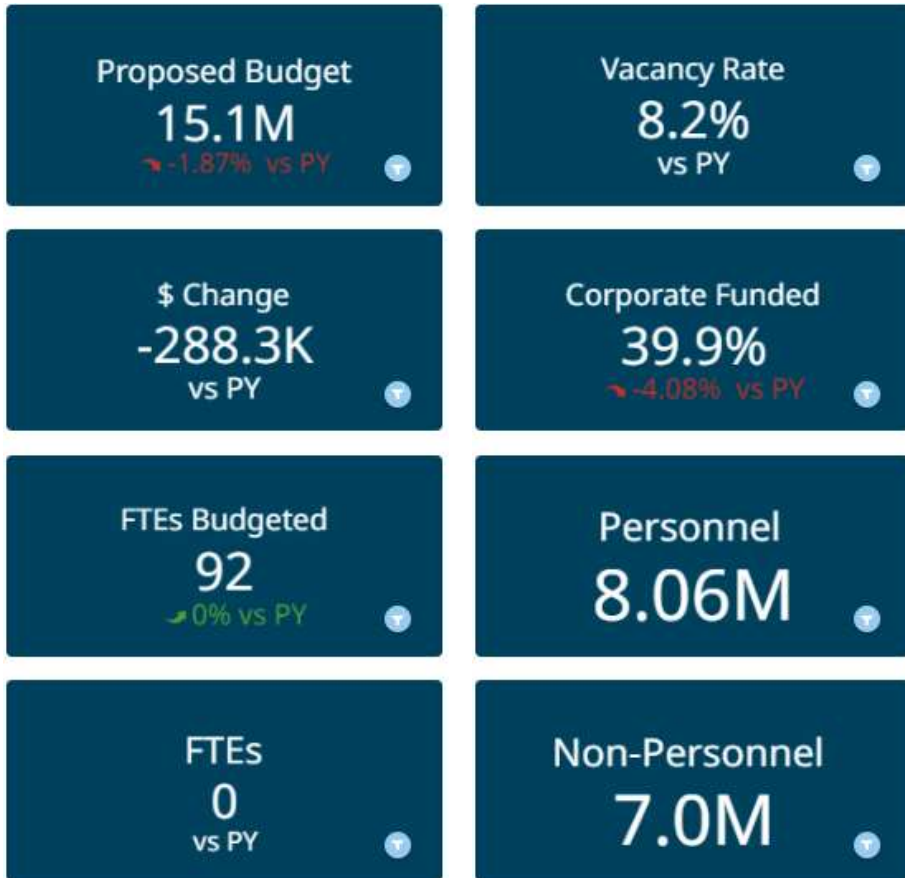 Proposed Budget
15.1M
-1.87% vs PY
Vacancy Rate
8.2%
vs PY
$ Change
-288.3K
vs PY
Corporate Funded
39.9%
-4.08% vs PY
FTEs Budgeted
92
0% vs PY
Personnel
8.06M
FTEs
0
vs PY
Non-Personnel
7.0M